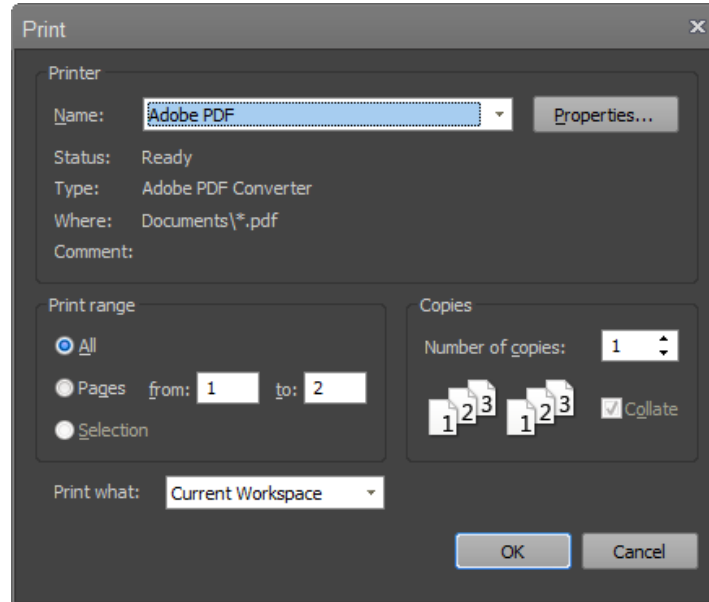 Print
Printer
Name: Adobe PDF Properties...
Status: Ready
Type: Adobe PDF Converter
Where: Documents\*.pdf
Comment:
Print range
All
Pages from: 1 to: 2
Selection
Copies
Number of copies: 1
1 2 3 1 2 3 Collate
Print what: Current Workspace
OK Cancel